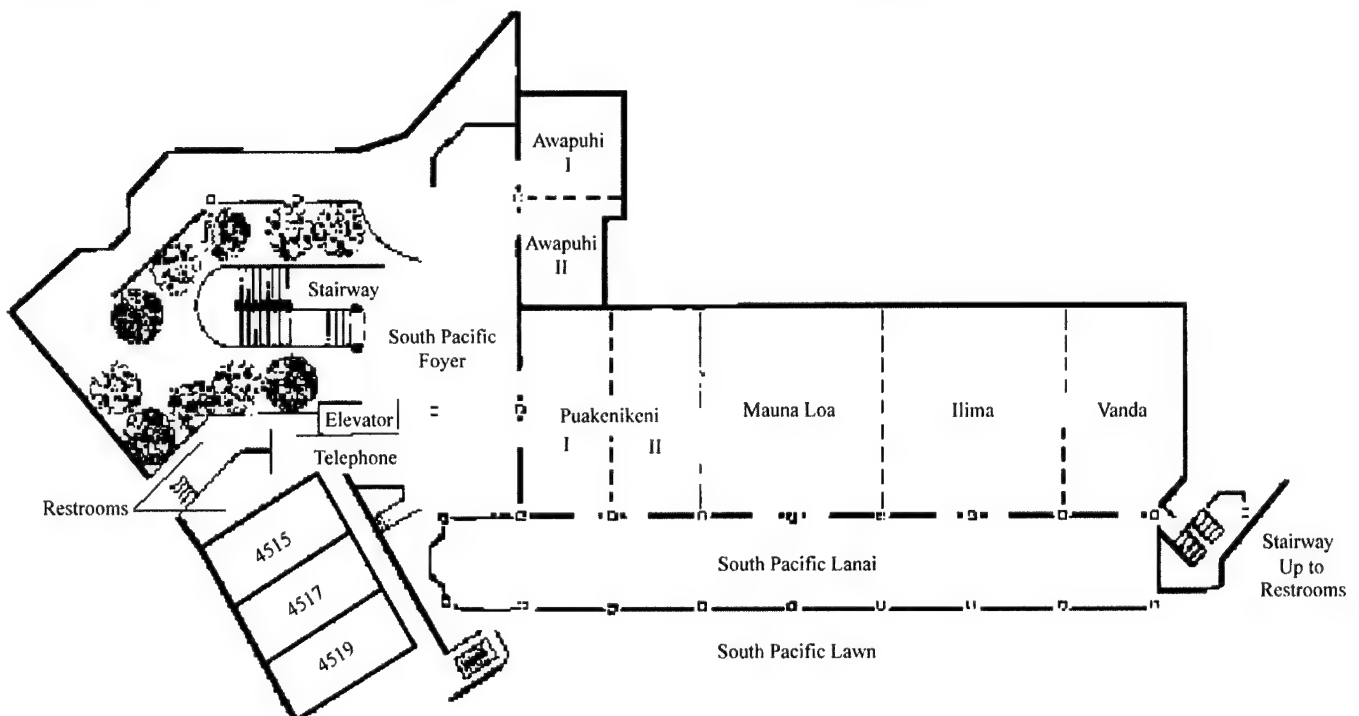 Awapuhi
I
Awapuhi
II
Stairway
South Pacific
Foyer
Puakenikeni
I II
Mauna Loa
Ilima
Vanda
Elevator
Telephone
Restrooms
4515
4517
4519
South Pacific Lanai
Stairway
Up to
Restrooms
South Pacific Lawn